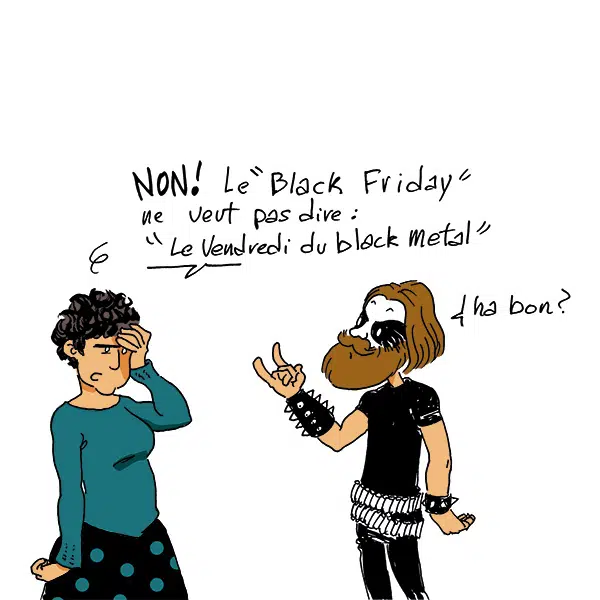 NON! Le "Black Friday"
ne veut pas dire :
"Le Vendredi du black metal"
ha bon?